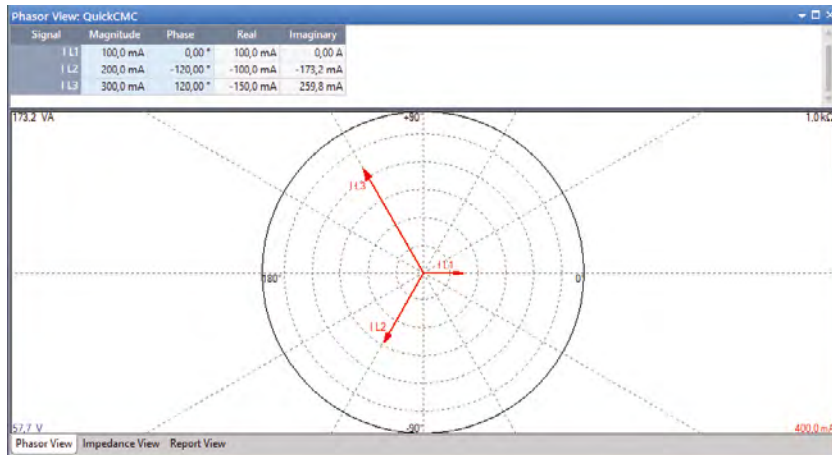 Phasor View: QuickCMC
Signal Magnitude Phase Real Imaginary
I L1 100,0 mA 0,00 ° 100,0 mA 0,00 A
I L2 200,0 mA -120,00 ° -100,0 mA -173,2 mA
I L3 300,0 mA 120,00 ° -150,0 mA 259,8 mA
173,2 VA +90° 1.0 kΩ
I L3
I L1
180° 0°
I L2
57,7 V -90° 400,0 mA
Phasor View Impedance View Report View